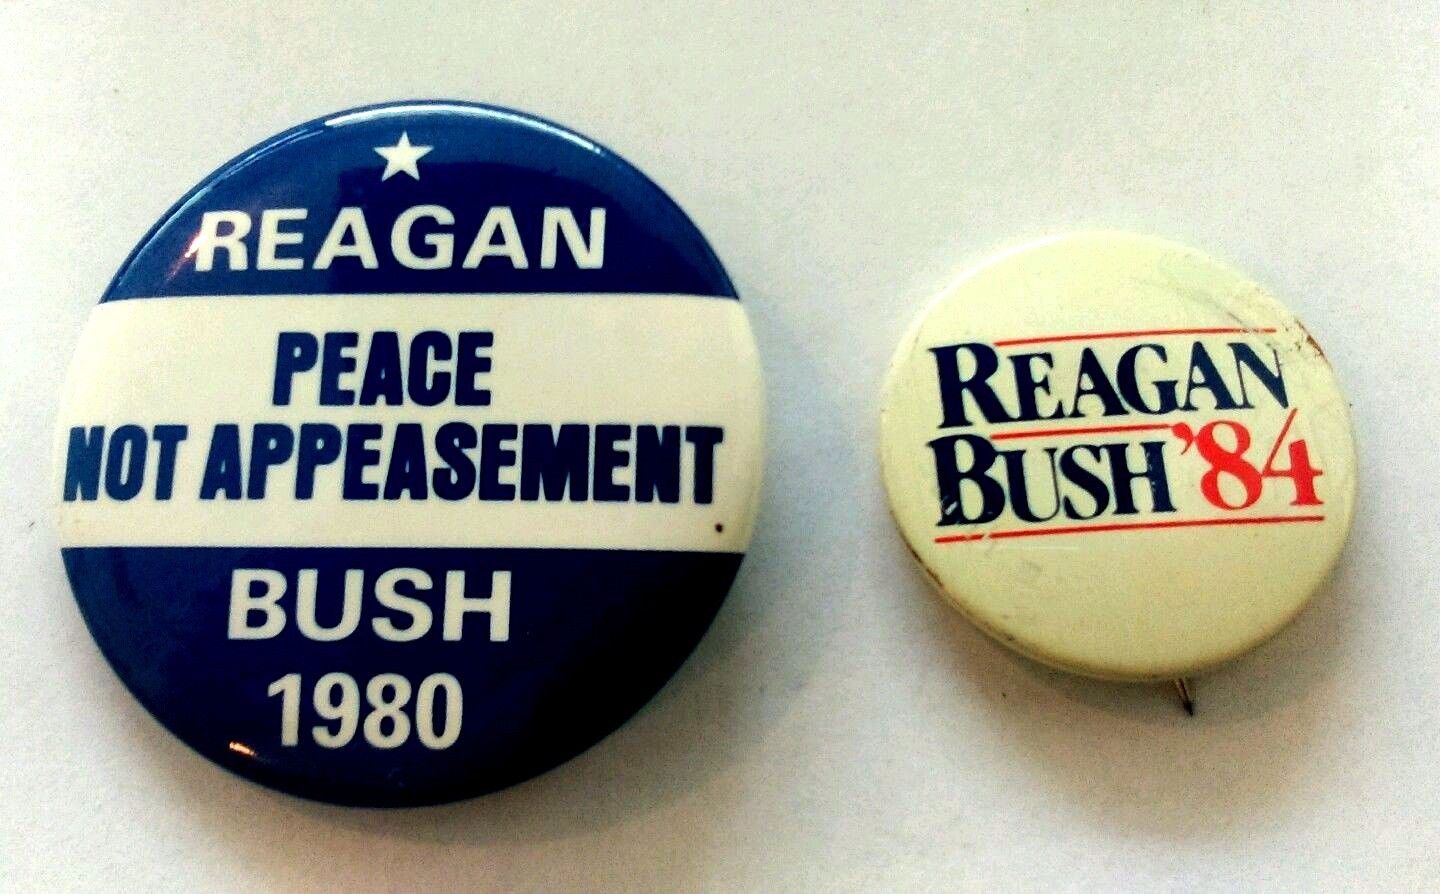 REAGAN
PEACE
NOT APPEASEMENT
BUSH
1980
REAGAN
BUSH '84